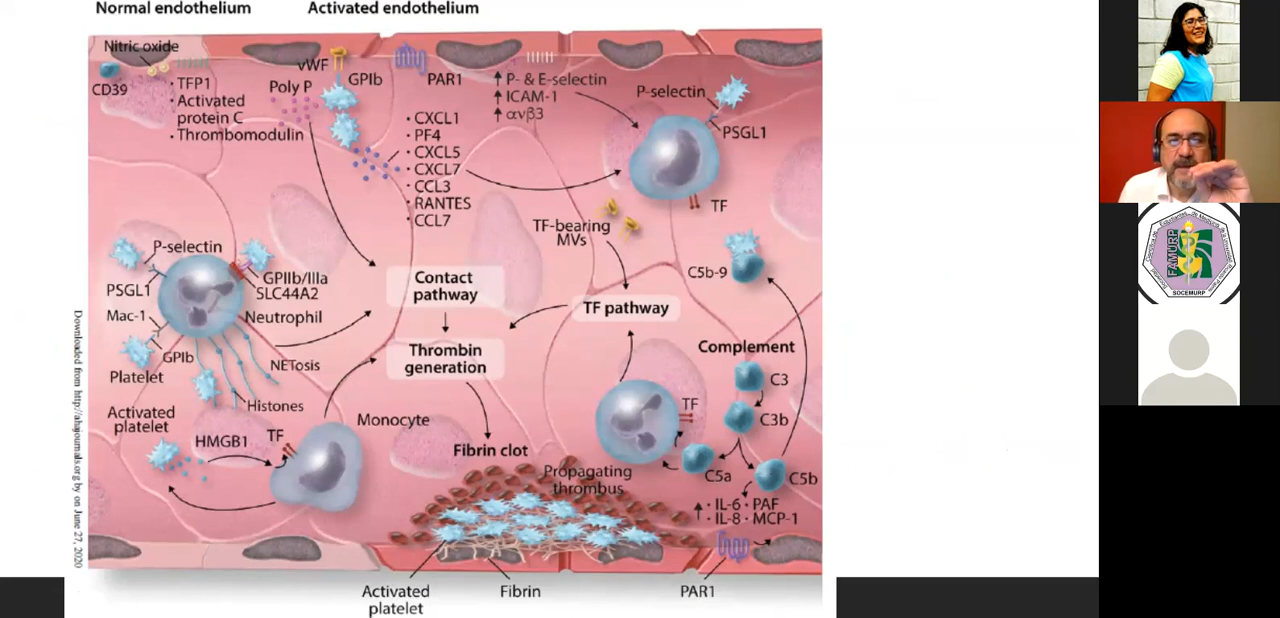 Normal endothelium
Activated endothelium
Nitric oxide
CD39
• TFP1
• Activated
protein C
• Thrombomodulin
vWF
Poly P
GPIb
PAR1
P- & E-selectin
ICAM-1
αvβ3
P-selectin
PSGL1
TF
• CXCL1
• PF4
• CXCL5
• CXCL7
• CCL3
• RANTES
• CCL7
TF-bearing
MVs
C5b-9
P-selectin
PSGL1
GPIIb/IIIa
SLC44A2
Mac-1
Neutrophil
GPIb
Platelet
NETosis
Histones
Contact
pathway
TF pathway
Thrombin
generation
Complement
C3
C3b
C5a
C5b
TF
Activated
platelet
HMGB1
TF
Monocyte
Fibrin clot
Propagating
thrombus
• IL-6 • PAF
• IL-8 • MCP-1
Activated
platelet
Fibrin
PAR1
Downloaded from http://ahajournals.org by on June 27, 2020
FAMURP
SOCEMURP